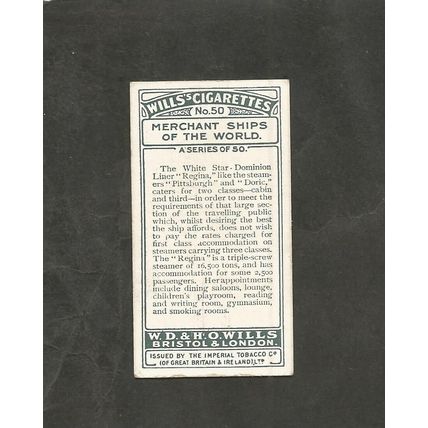 WILLS'S CIGARETTES
No. 50
MERCHANT SHIPS
OF THE WORLD.
A SERIES OF 50.
The White Star-Dominion
Liner "Regina," like the steam-
ers "Pittsburgh" and "Doric,"
caters for two classes—cabin
and third—in order to meet the
requirements of that large sec-
tion of the travelling public
which, whilst desiring the best
the ship affords, does not wish
to pay the rates charged for
first class accommodation on
steamers carrying three classes.
The "Regina" is a triple-screw
steamer of 16,500 tons, and has
accommodation for some 2,500
passengers. Her appointments
include dining saloons, lounge,
children's playroom, reading
and writing room, gymnasium,
and smoking rooms.
W.D. & H.O. WILLS
BRISTOL & LONDON.
ISSUED BY THE IMPERIAL TOBACCO Co
(OF GREAT BRITAIN & IRELAND), LTD